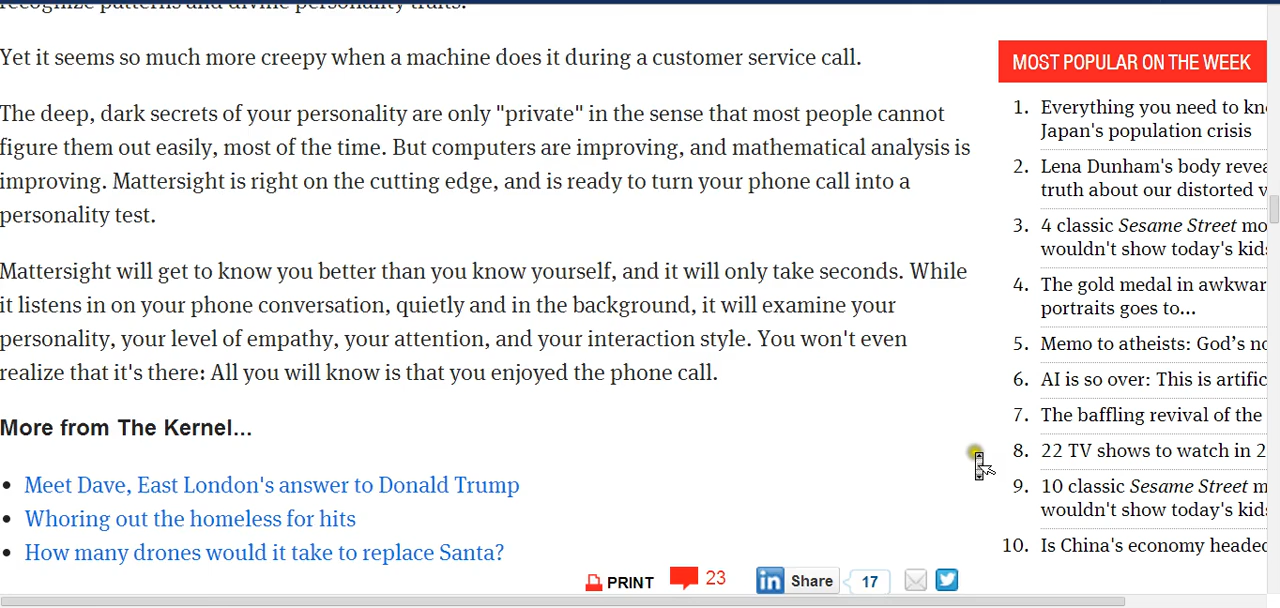 recognize patterns and divine personality traits.
Yet it seems so much more creepy when a machine does it during a customer service call.
The deep, dark secrets of your personality are only "private" in the sense that most people cannot
figure them out easily, most of the time. But computers are improving, and mathematical analysis is
improving. Mattersight is right on the cutting edge, and is ready to turn your phone call into a
personality test.
Mattersight will get to know you better than you know yourself, and it will only take seconds. While
it listens in on your phone conversation, quietly and in the background, it will examine your
personality, your level of empathy, your attention, and your interaction style. You won't even
realize that it's there: All you will know is that you enjoyed the phone call.
More from The Kernel...
• Meet Dave, East London's answer to Donald Trump
• Whoring out the homeless for hits
• How many drones would it take to replace Santa?
PRINT 23 in Share 17
MOST POPULAR ON THE WEEK
1. Everything you need to kn
Japan's population crisis
2. Lena Dunham's body revea
truth about our distorted v
3. 4 classic Sesame Street mo
wouldn't show today's kids
4. The gold medal in awkwar
portraits goes to...
5. Memo to atheists: God's no
6. AI is so over: This is artific
7. The baffling revival of the
8. 22 TV shows to watch in 2
9. 10 classic Sesame Street m
wouldn't show today's kids
10. Is China's economy headed